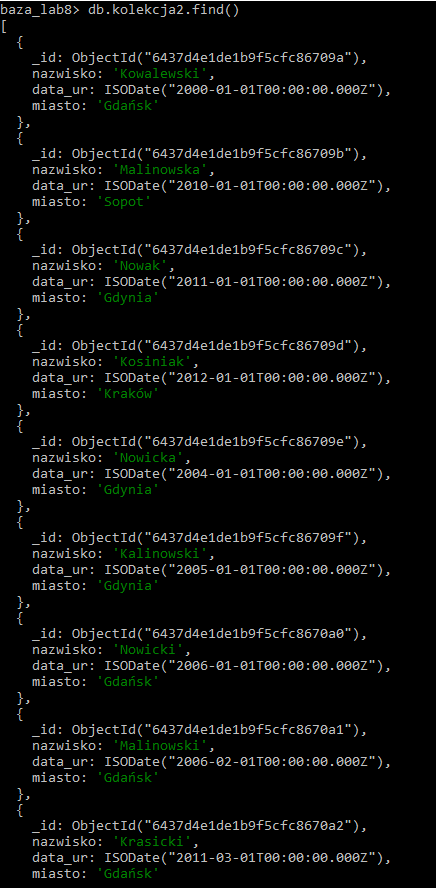 baza_lab8> db.kolekcja2.find()
[
  {
    _id: ObjectId("6437d4e1de1b9f5cfc86709a"),
    nazwisko: 'Kowalewski',
    data_ur: ISODate("2000-01-01T00:00:00.000Z"),
    miasto: 'Gdańsk'
  },
  {
    _id: ObjectId("6437d4e1de1b9f5cfc86709b"),
    nazwisko: 'Malinowska',
    data_ur: ISODate("2010-01-01T00:00:00.000Z"),
    miasto: 'Sopot'
  },
  {
    _id: ObjectId("6437d4e1de1b9f5cfc86709c"),
    nazwisko: 'Nowak',
    data_ur: ISODate("2011-01-01T00:00:00.000Z"),
    miasto: 'Gdynia'
  },
  {
    _id: ObjectId("6437d4e1de1b9f5cfc86709d"),
    nazwisko: 'Kosiniak',
    data_ur: ISODate("2012-01-01T00:00:00.000Z"),
    miasto: 'Kraków'
  },
  {
    _id: ObjectId("6437d4e1de1b9f5cfc86709e"),
    nazwisko: 'Nowicka',
    data_ur: ISODate("2004-01-01T00:00:00.000Z"),
    miasto: 'Gdynia'
  },
  {
    _id: ObjectId("6437d4e1de1b9f5cfc86709f"),
    nazwisko: 'Kalinowski',
    data_ur: ISODate("2005-01-01T00:00:00.000Z"),
    miasto: 'Gdynia'
  },
  {
    _id: ObjectId("6437d4e1de1b9f5cfc8670a0"),
    nazwisko: 'Nowicki',
    data_ur: ISODate("2006-01-01T00:00:00.000Z"),
    miasto: 'Gdańsk'
  },
  {
    _id: ObjectId("6437d4e1de1b9f5cfc8670a1"),
    nazwisko: 'Malinowski',
    data_ur: ISODate("2006-02-01T00:00:00.000Z"),
    miasto: 'Gdańsk'
  },
  {
    _id: ObjectId("6437d4e1de1b9f5cfc8670a2"),
    nazwisko: 'Krasicki',
    data_ur: ISODate("2011-03-01T00:00:00.000Z"),
    miasto: 'Gdańsk'